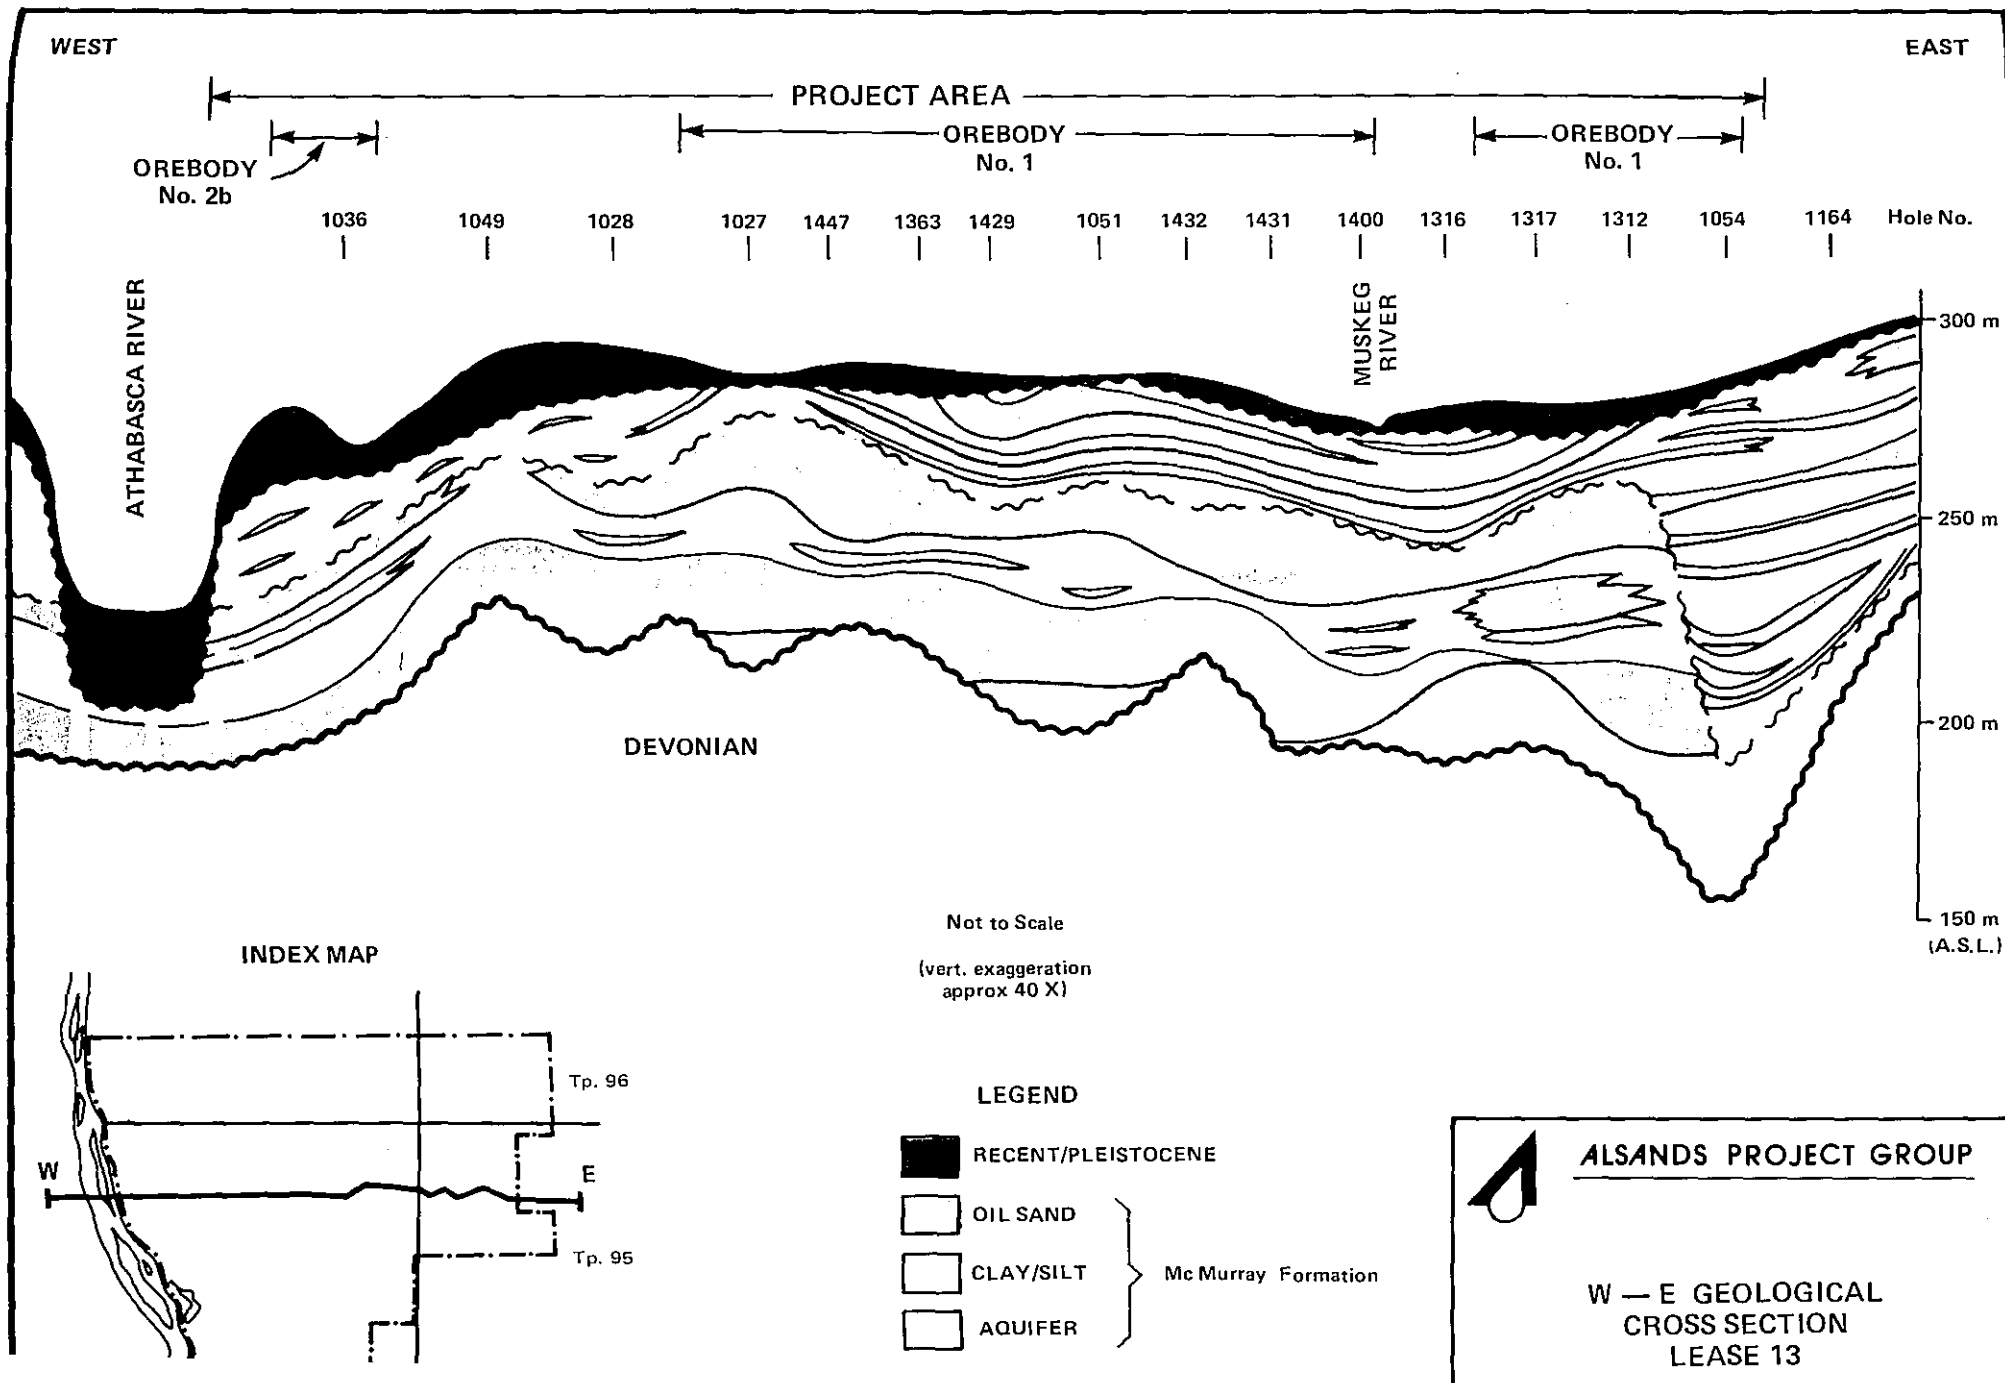 WEST
EAST
PROJECT AREA
OREBODY
No. 1
OREBODY
No. 1
OREBODY
No. 2b
1036
1049
1028
1027
1447
1363
1429
1051
1432
1431
1400
1316
1317
1312
1054
1164
Hole No.
ATHABASCA RIVER
MUSKEG
RIVER
300 m
250 m
200 m
150 m
(A.S.L.)
DEVONIAN
Not to Scale
(vert. exaggeration
approx 40 X)
INDEX MAP
Tp. 96
W
E
Tp. 95
LEGEND
RECENT/PLEISTOCENE
OIL SAND
CLAY/SILT
AQUIFER
Mc Murray Formation
ALSANDS PROJECT GROUP
W — E GEOLOGICAL
CROSS SECTION
LEASE 13